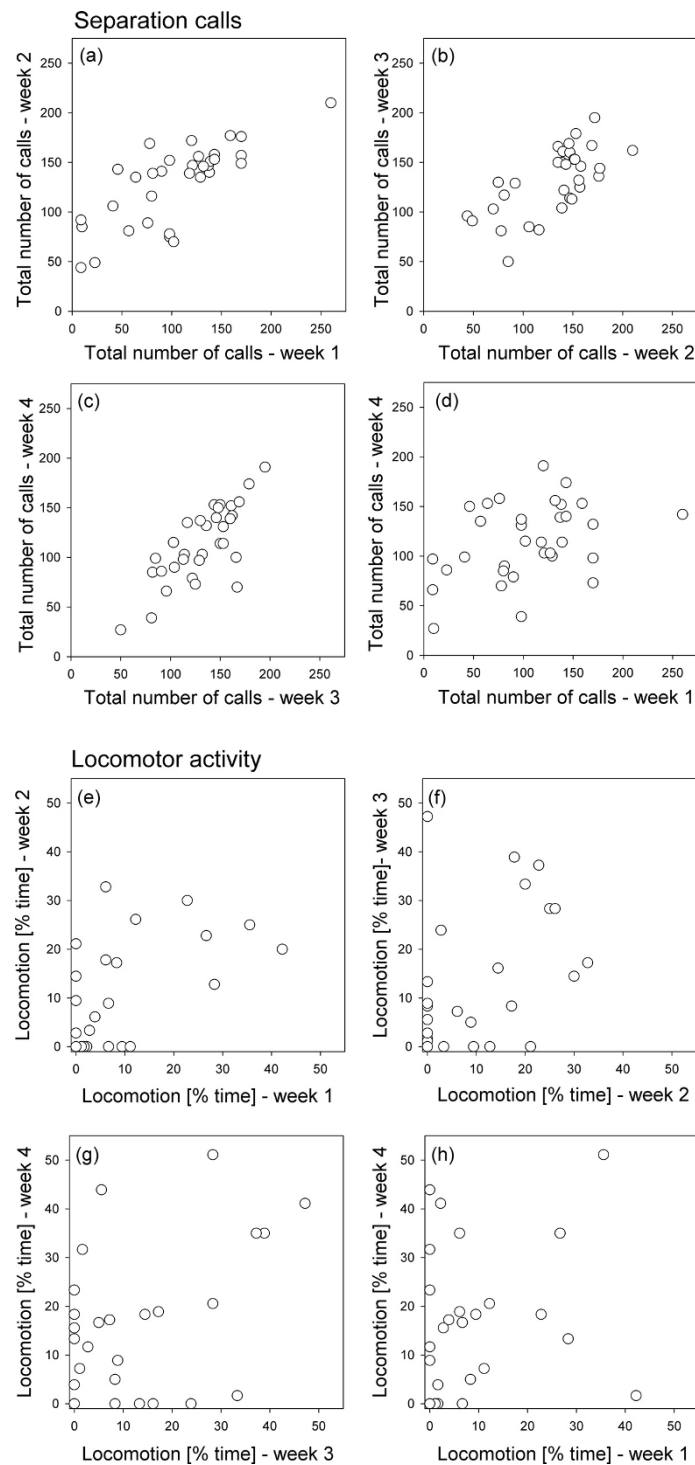 Separation calls
(a)
Total number of calls - week 2
250
200
150
100
50
0
0 50 100 150 200 250
Total number of calls - week 1
(b)
Total number of calls - week 3
250
200
150
100
50
0
0 50 100 150 200 250
Total number of calls - week 2
(c)
Total number of calls - week 4
250
200
150
100
50
0
0 50 100 150 200 250
Total number of calls - week 3
(d)
Total number of calls - week 4
250
200
150
100
50
0
0 50 100 150 200 250
Total number of calls - week 1
Locomotor activity
(e)
Locomotion [% time] - week 2
50
40
30
20
10
0
0 10 20 30 40 50
Locomotion [% time] - week 1
(f)
Locomotion [% time]- week 3
50
40
30
20
10
0
0 10 20 30 40 50
Locomotion [% time] - week 2
(g)
Locomotion [% time] - week 4
50
40
30
20
10
0
0 10 20 30 40 50
Locomotion [% time] - week 3
(h)
Locomotion [% time] - week 4
50
40
30
20
10
0
0 10 20 30 40 50
Locomotion [% time] - week 1